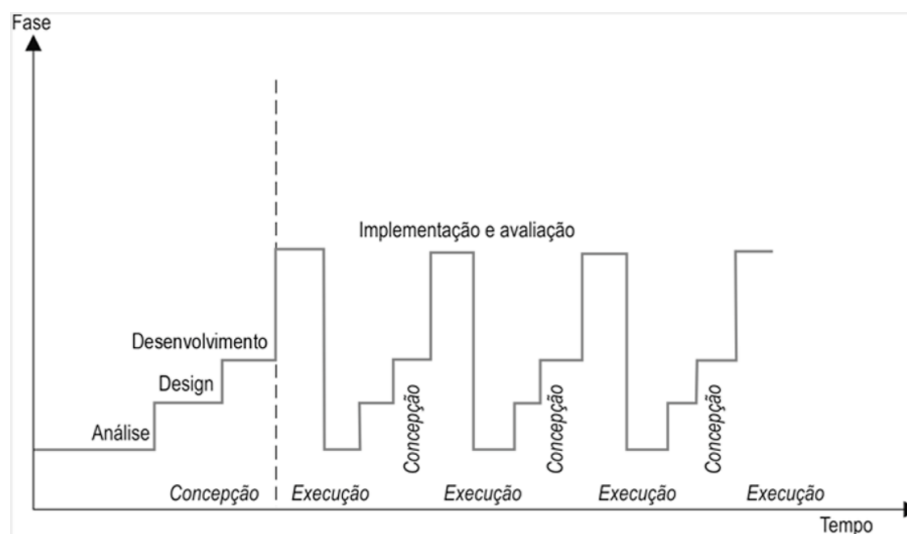 Fase
Implementação e avaliação
Desenvolvimento
Design
Análise
Concepção
Concepção
Concepção
Concepção
Execução
Execução
Execução
Execução
Tempo